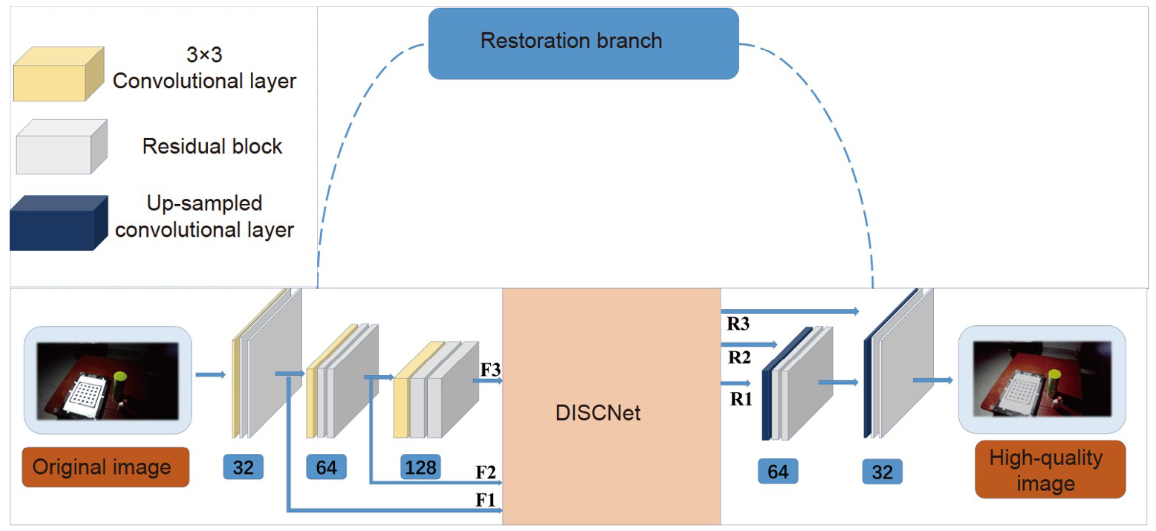 Restoration branch
3×3
Convolutional layer
Residual block
Up-sampled
convolutional layer
R3
R2
R1
F3
F2
F1
DISCNet
Original image
32
64
128
64
32
High-quality
image